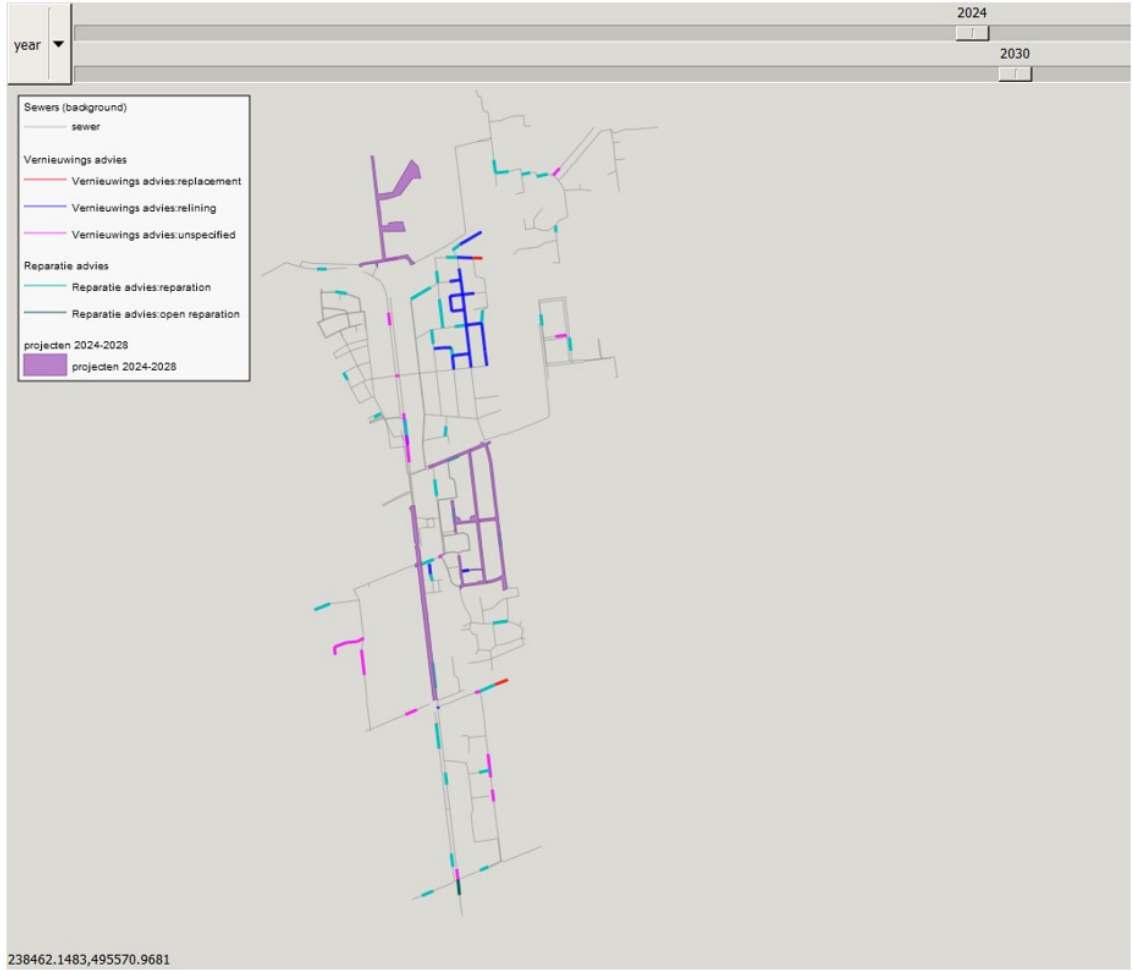 2024
year
2030
Sewers (background)
sewer
Vernieuwings advies
Vernieuwings advies:replacement
Vernieuwings advies:relining
Vernieuwings advies:unspecified
Reparatie advies
Reparatie advies:reparation
Reparatie advies:open reparation
projecten 2024-2028
projecten 2024-2028
238462.1483,495570.9681